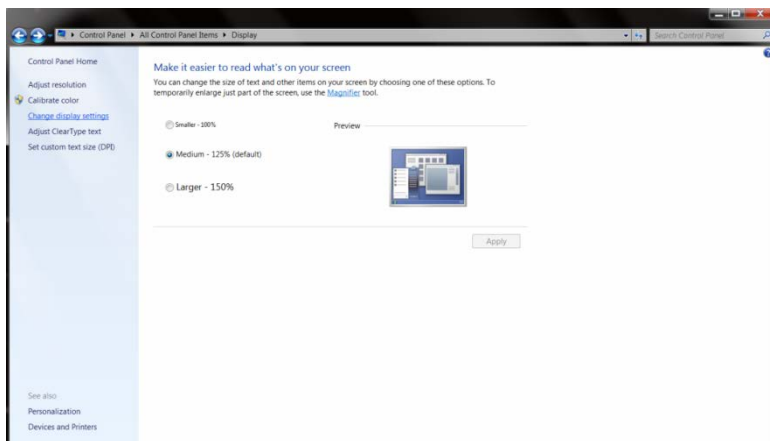 Control Panel ▸ All Control Panel Items ▸ Display
Search Control Panel
Control Panel Home
Adjust resolution
Calibrate color
Change display settings
Adjust ClearType text
Set custom text size (DPI)
Make it easier to read what's on your screen
You can change the size of text and other items on your screen by choosing one of these options. To
temporarily enlarge just part of the screen, use the Magnifier tool.
Smaller - 100%
Preview
Medium - 125% (default)
Larger - 150%
Apply
See also
Personalization
Devices and Printers